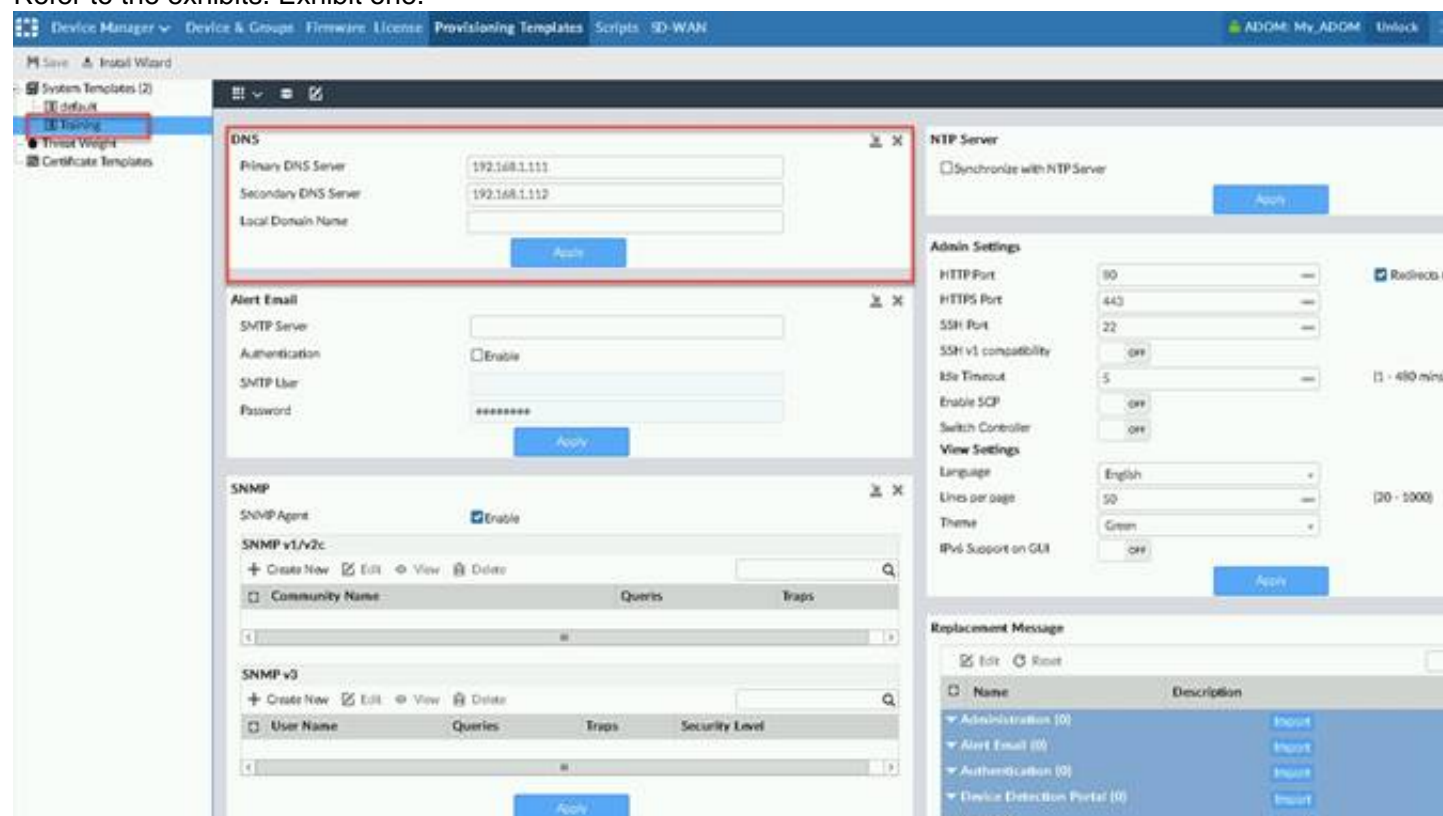 Refer to the exhibits. Exhibit one.
Device Manager Device & Groups Firmware License Provisioning Templates Scripts SD-WAN ADOM: My_ADOM Unlock
Save Install Wizard
System Templates (2)
default
Training
Threat Weight
Certificate Templates
DNS
Primary DNS Server 192.168.1.111
Secondary DNS Server 192.168.1.112
Local Domain Name
Apply
Alert Email
SMTP Server
Authentication Enable
SMTP User
Password ********
Apply
SNMP
SNMP Agent Enable
SNMP v1/v2c
+ Create New Edit View Delete
Community Name Queries Traps
SNMP v3
+ Create New Edit View Delete
User Name Queries Traps Security Level
Apply
NTP Server
Synchronize with NTP Server
Apply
Admin Settings
HTTP Port 80 Redirects
HTTPS Port 443
SSH Port 22
SSH v1 compatibility OFF
Idle Timeout 5 (1 - 480 mins
Enable SCP OFF
Switch Controller OFF
View Settings
Language English
Lines per page 50 (20 - 1000)
Theme Green
IPv6 Support on GUI OFF
Apply
Replacement Message
Edit Reset
Name Description
Administration (0) Import
Alert Email (0) Import
Authentication (0) Import
Device Detection Portal (0) Import